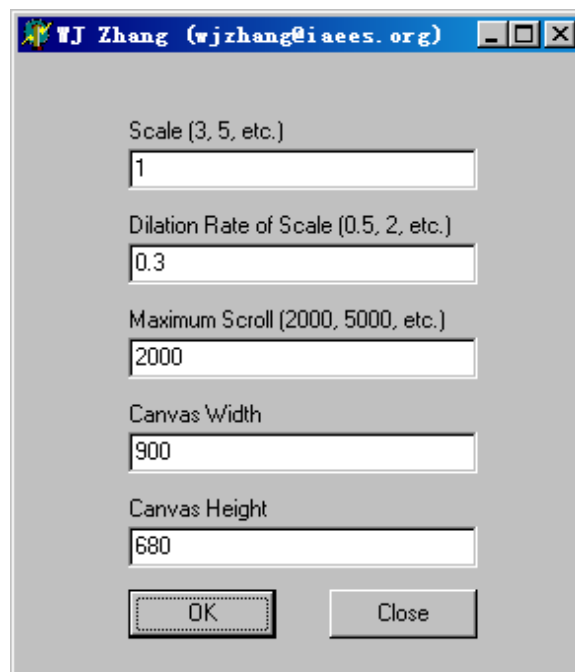 WJ Zhang (wjzhang@iaees.org)
Scale (3, 5, etc.)
1
Dilation Rate of Scale (0.5, 2, etc.)
0.3
Maximum Scroll (2000, 5000, etc.)
2000
Canvas Width
900
Canvas Height
680
OK Close